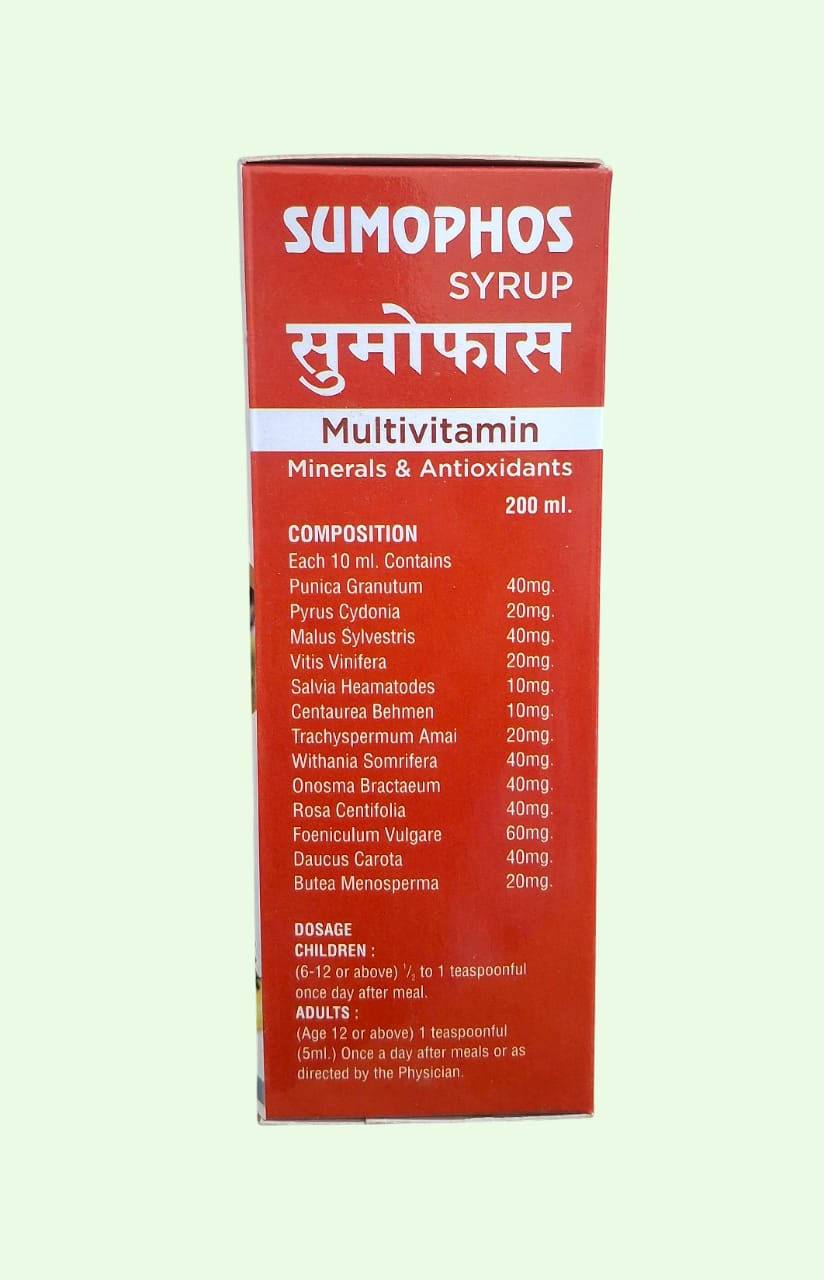 SUMOPHOS
SYRUP
सुमोफास
Multivitamin
Minerals & Antioxidants
200 ml.
COMPOSITION
Each 10 ml. Contains
Punica Granutum 40mg.
Pyrus Cydonia 20mg.
Malus Sylvestris 40mg.
Vitis Vinifera 20mg.
Salvia Heamatodes 10mg.
Centaurea Behmen 10mg.
Trachyspermum Amai 20mg.
Withania Somrifera 40mg.
Onosma Bractaeum 40mg.
Rosa Centifolia 40mg.
Foeniculum Vulgare 60mg.
Daucus Carota 40mg.
Butea Menosperma 20mg.
DOSAGE
CHILDREN :
(6-12 or above) 1/2 to 1 teaspoonful
once day after meal.
ADULTS :
(Age 12 or above) 1 teaspoonful
(5ml.) Once a day after meals or as
directed by the Physician.